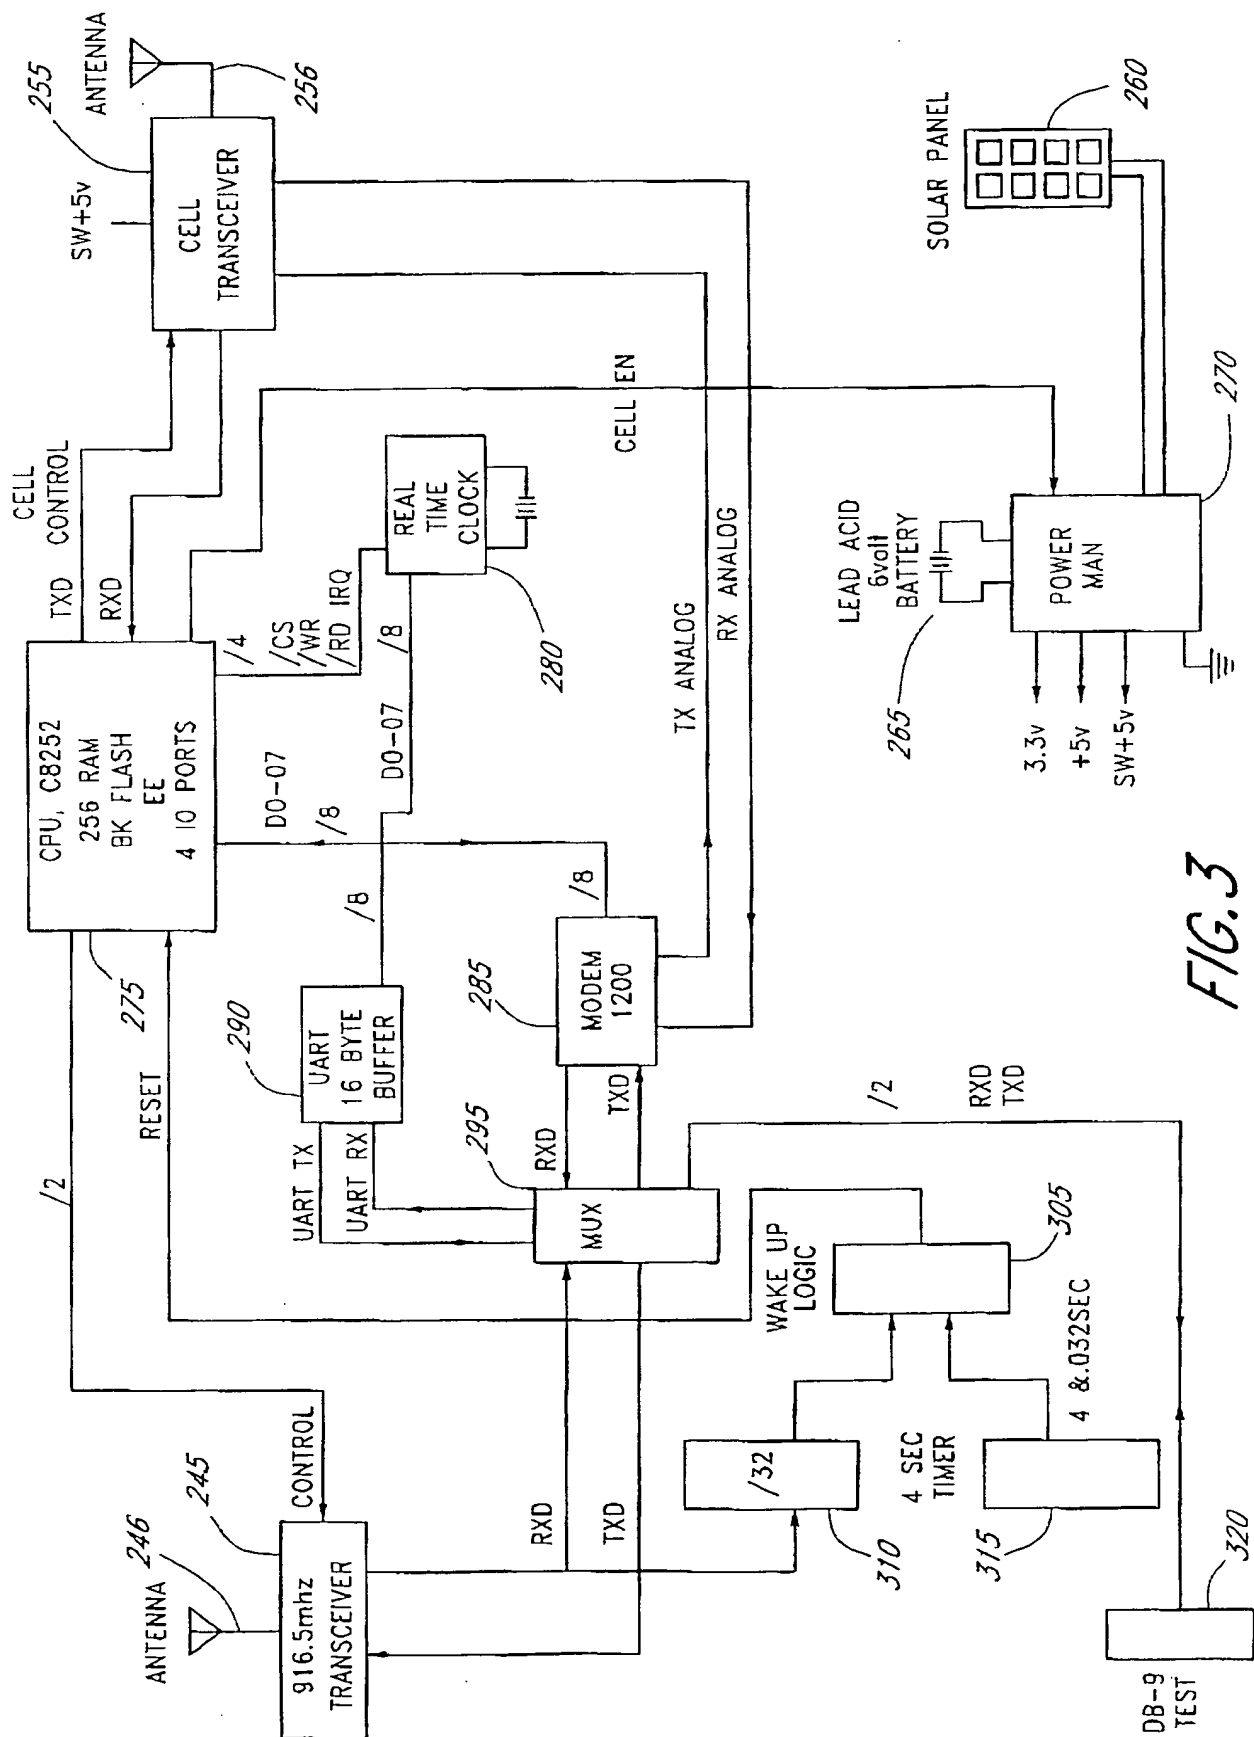 ANTENNA
246
245
916.5mhz
TRANSCEIVER
CONTROL
/2
RESET
275
CPU, C8252
256 RAM
BK FLASH
EE
4 IO PORTS
TXD
RXD
CELL
CONTROL
SW+5v
255
ANTENNA
256
CELL
TRANSCEIVER
/4
/CS
/WR
/RD IRQ
DO-07
/8
REAL
TIME
CLOCK
280
/8
DO-07
/8
290
UART
16 BYTE
BUFFER
UART TX
UART RX
295
MUX
RXD
TXD
285
MODEM
1200
/8
TX ANALOG
RX ANALOG
CELL EN
RXD
TXD
/32
310
4 SEC
TIMER
315
4 &.032SEC
WAKE UP
LOGIC
305
/2
RXD
TXD
DB-9
TEST
320
LEAD ACID
6volt
BATTERY
265
3.3v
+5v
SW+5v
POWER
MAN
270
SOLAR PANEL
260
FIG.3